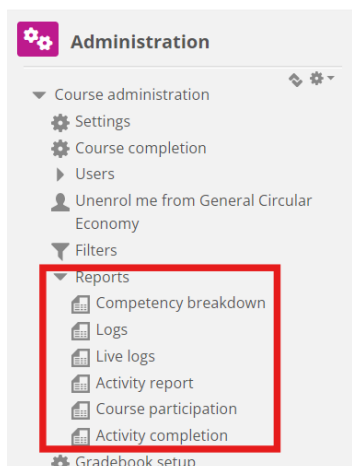 Administration
Course administration
Settings
Course completion
Users
Unenrol me from General Circular
Economy
Filters
Reports
Competency breakdown
Logs
Live logs
Activity report
Course participation
Activity completion
Gradebook setup